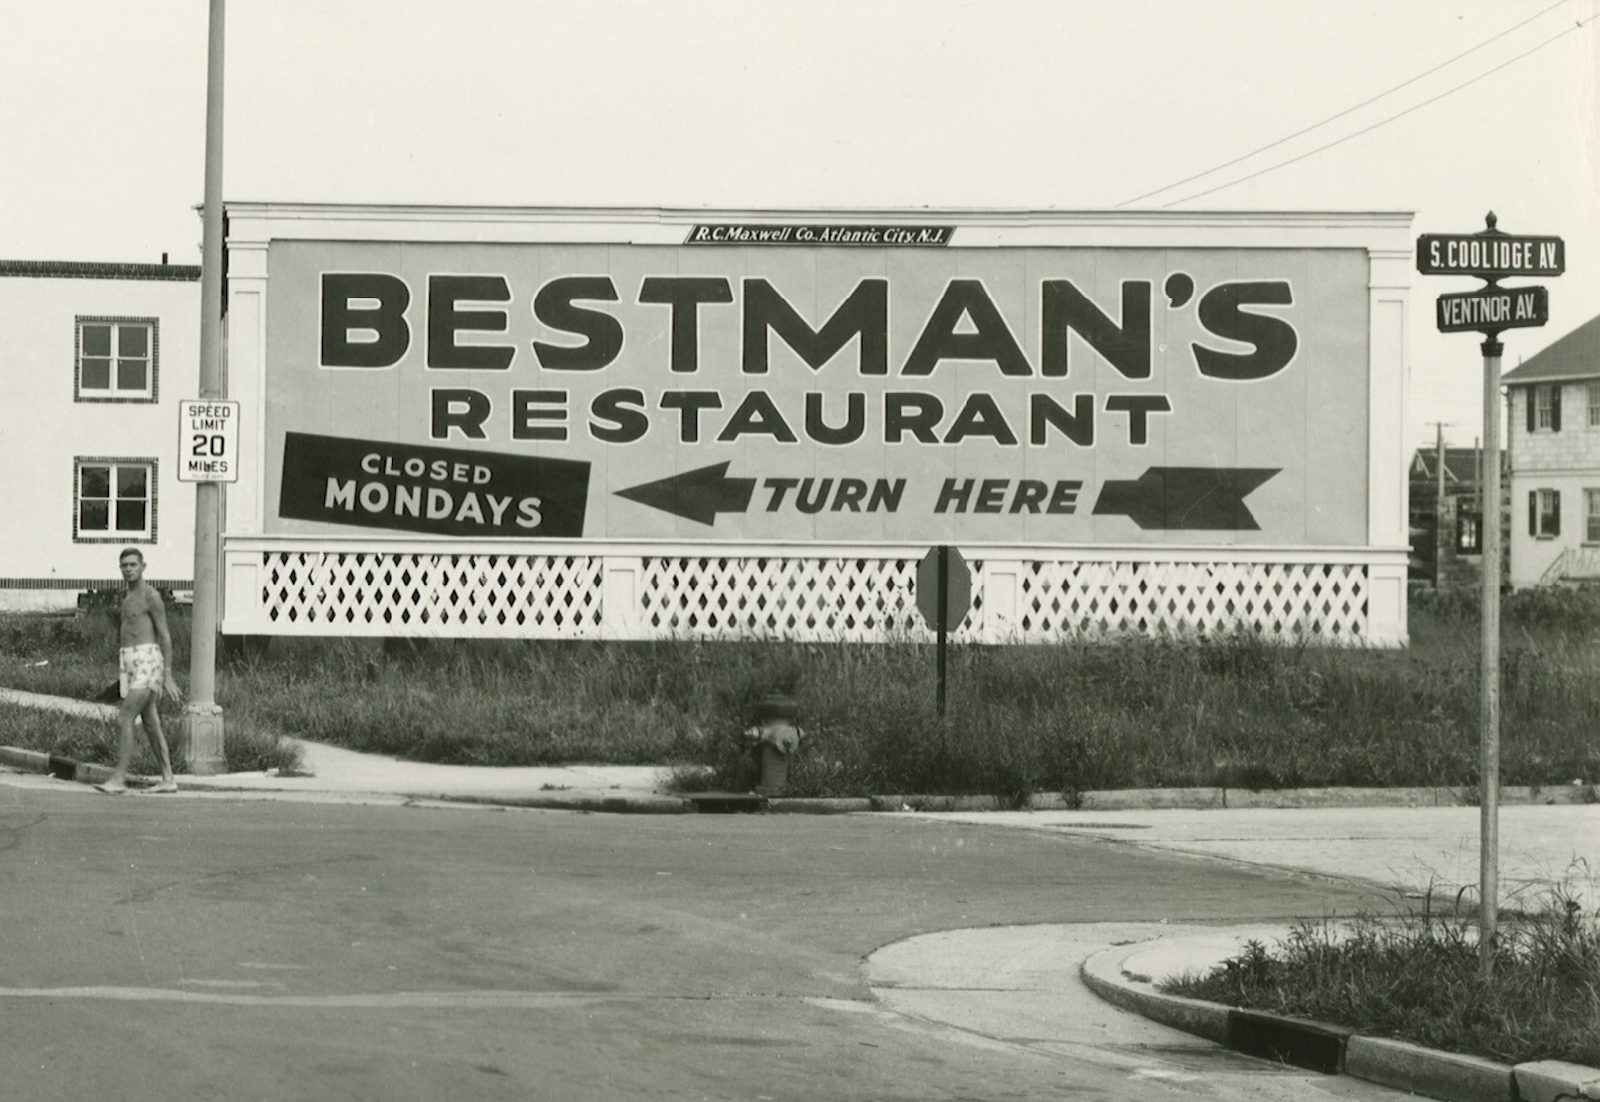 R.C. Maxwell Co. Atlantic City, N.J.
BESTMAN'S
RESTAURANT
CLOSED
MONDAYS
TURN HERE
SPEED
LIMIT
20
MILES
S. COOLIDGE AV.
VENTNOR AV.